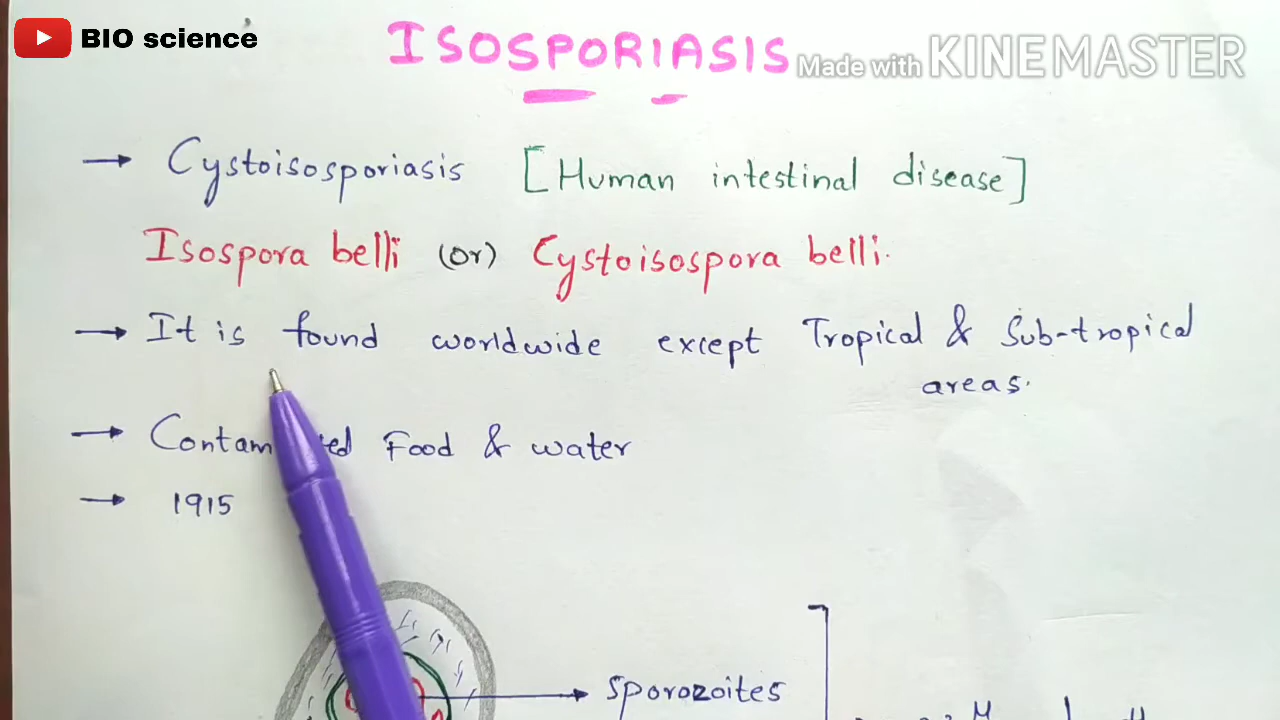 BIO science
ISOSPORIASIS
Made with KINEMASTER
→ Cystoisosporiasis [Human intestinal disease]
Isospora belli (or) Cystoisospora belli.
→ It is found worldwide except Tropical & Sub-tropical
areas.
→ Food & water
→ 1915
Sporozoites